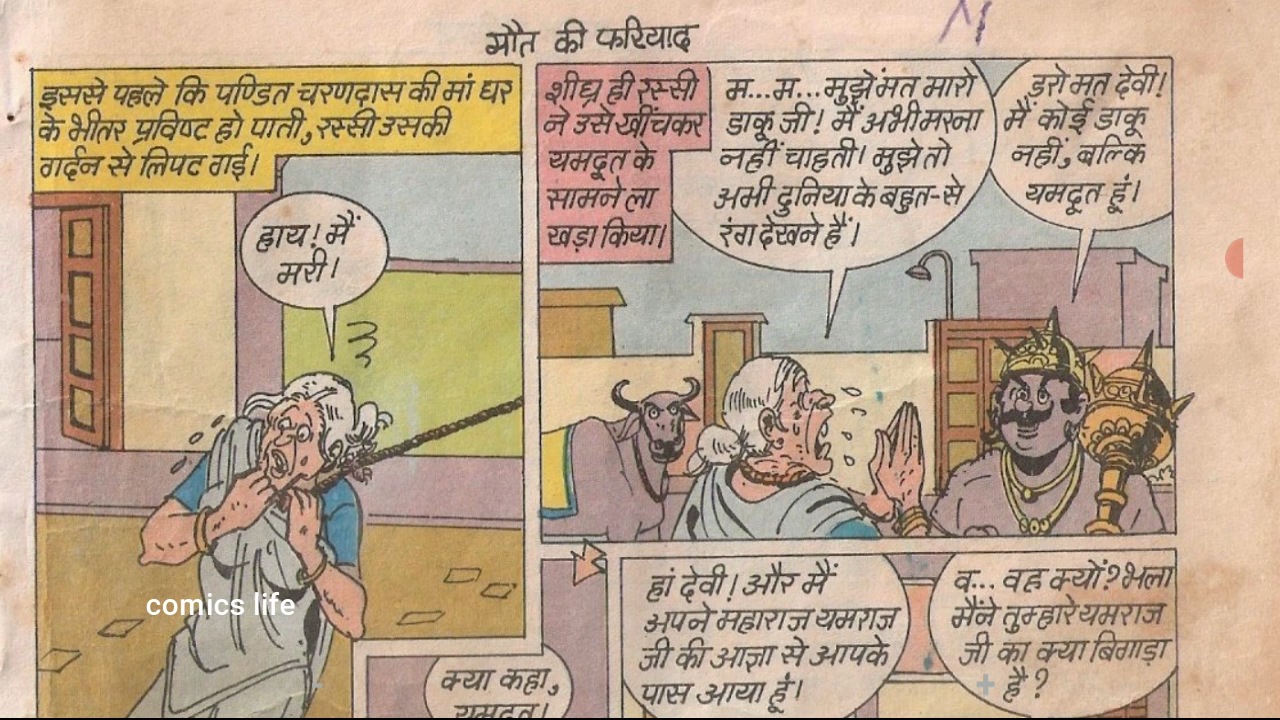 मौत की फरियाद
इससे पहले कि पण्डित चरणदास की मां घर
के भीतर प्रविष्ट हो पाती, रस्सी उसकी
गर्दन से लिपट गई।
हाय! मैं
मरी!
शीघ्र ही रस्सी
ने उसे खींचकर
यमदूत के
सामने ला
खड़ा किया।
म...म...मुझे मत मारो
डाकू जी! मैं अभी मरना
नहीं चाहती। मुझे तो
अभी दुनिया के बहुत-से
रंग देखने हैं।
डरो मत देवी!
मैं कोई डाकू
नहीं, बल्कि
यमदूत हूं।
क्या कहा,
यमदूत!
हां देवी! और मैं
अपने महाराज यमराज
जी की आज्ञा से आपके
पास आया हूं।
व... वह क्यों? भला
मैंने तुम्हारे यमराज
जी का क्या बिगाड़ा
है?
comics life